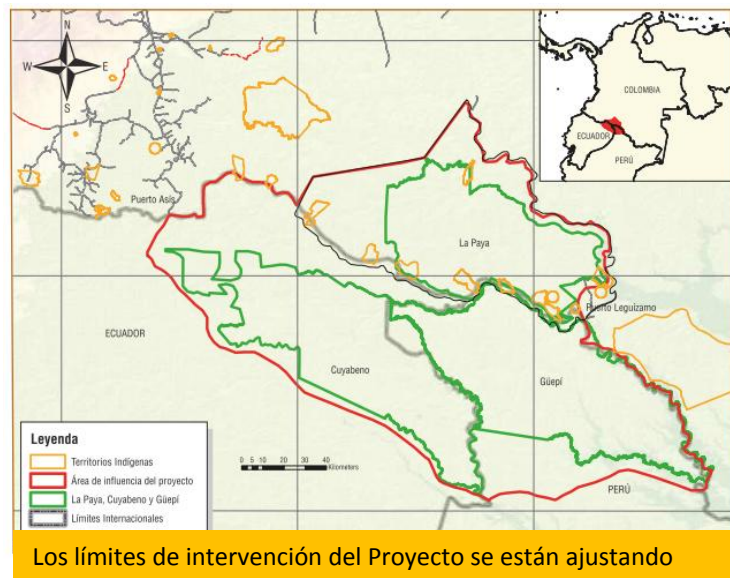 N
W E
S
COLOMBIA
ECUADOR
PERÚ
Puerto Asís
La Paya
Puerto Leguízamo
ECUADOR
Cuyabeno
Güepí
PERÚ
Leyenda
Territorios Indígenas
Área de influencia del proyecto
La Paya, Cuyabeno y Güepí
Límites Internacionales
0 5 10 20 30 40
Kilometers
Los límites de intervención del Proyecto se están ajustando